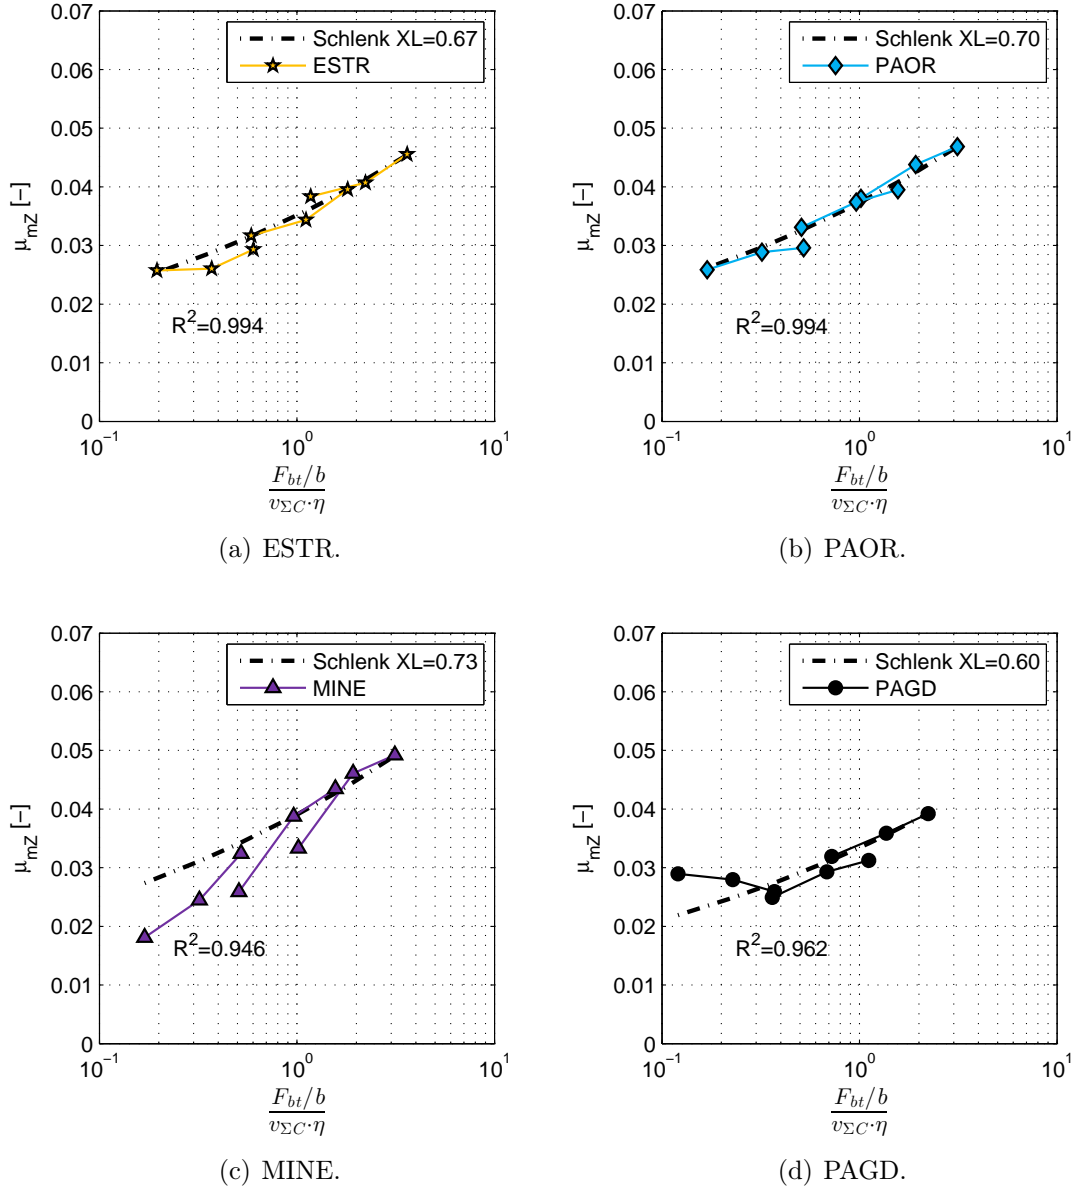 0.07
0.06
0.05
0.04
0.03
0.02
0.01
0
μmZ [−]
Schlenk XL=0.67
ESTR
R2=0.994
10−1 100 101
Fbt/b
vΣC·η
(a) ESTR.
0.07
0.06
0.05
0.04
0.03
0.02
0.01
0
μmZ [−]
Schlenk XL=0.70
PAOR
R2=0.994
10−1 100 101
Fbt/b
vΣC·η
(b) PAOR.
0.07
0.06
0.05
0.04
0.03
0.02
0.01
0
μmZ [−]
Schlenk XL=0.73
MINE
R2=0.946
10−1 100 101
Fbt/b
vΣC·η
(c) MINE.
0.07
0.06
0.05
0.04
0.03
0.02
0.01
0
μmZ [−]
Schlenk XL=0.60
PAGD
R2=0.962
10−1 100 101
Fbt/b
vΣC·η
(d) PAGD.